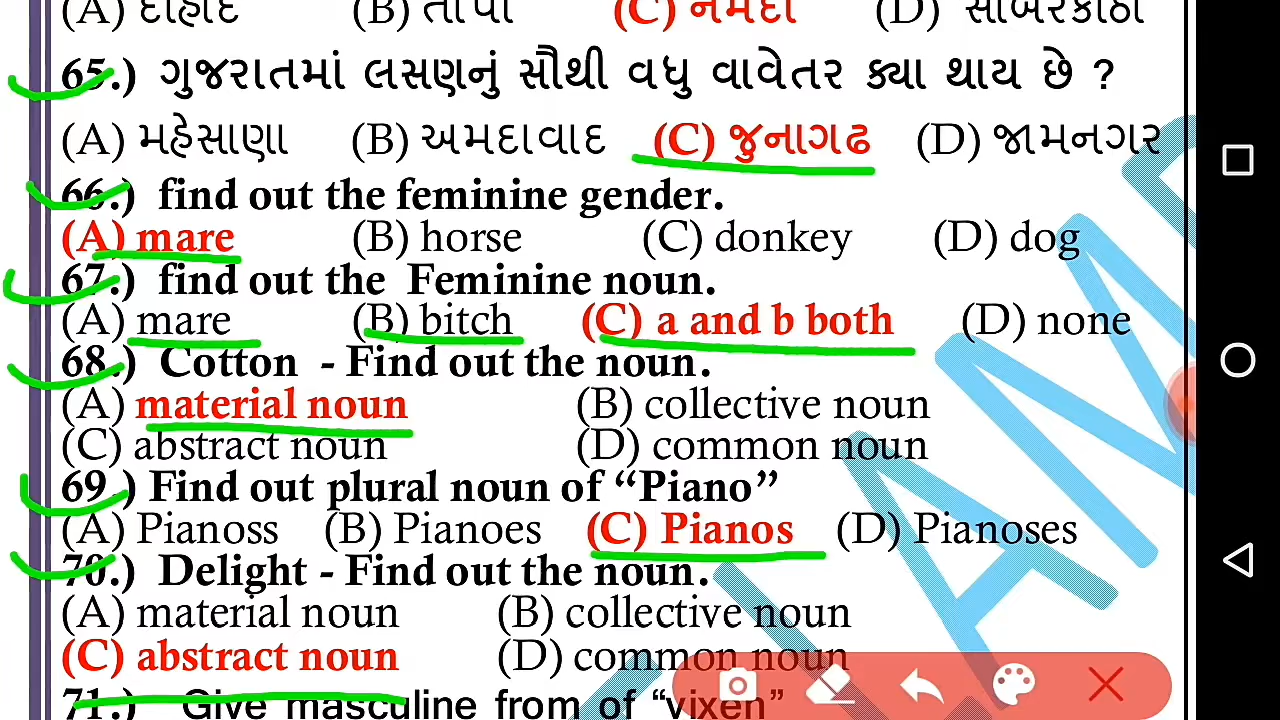 (A) દાહોદ (B) તાપી (C) નર્મદા (D) સાબરકાંઠા
65.) ગુજરાતમાં લસણનું સૌથી વધુ વાવેતર ક્યા થાય છે ?
(A) મહેસાણા (B) અમદાવાદ (C) જુનાગઢ (D) જામનગર
66.) find out the feminine gender.
(A) mare (B) horse (C) donkey (D) dog
67.) find out the Feminine noun.
(A) mare (B) bitch (C) a and b both (D) none
68.) Cotton - Find out the noun.
(A) material noun (B) collective noun
(C) abstract noun (D) common noun
69.) Find out plural noun of “Piano”
(A) Pianoss (B) Pianoes (C) Pianos (D) Pianoses
70.) Delight - Find out the noun.
(A) material noun (B) collective noun
(C) abstract noun (D) common noun
71.) Give masculine from of “vixen”